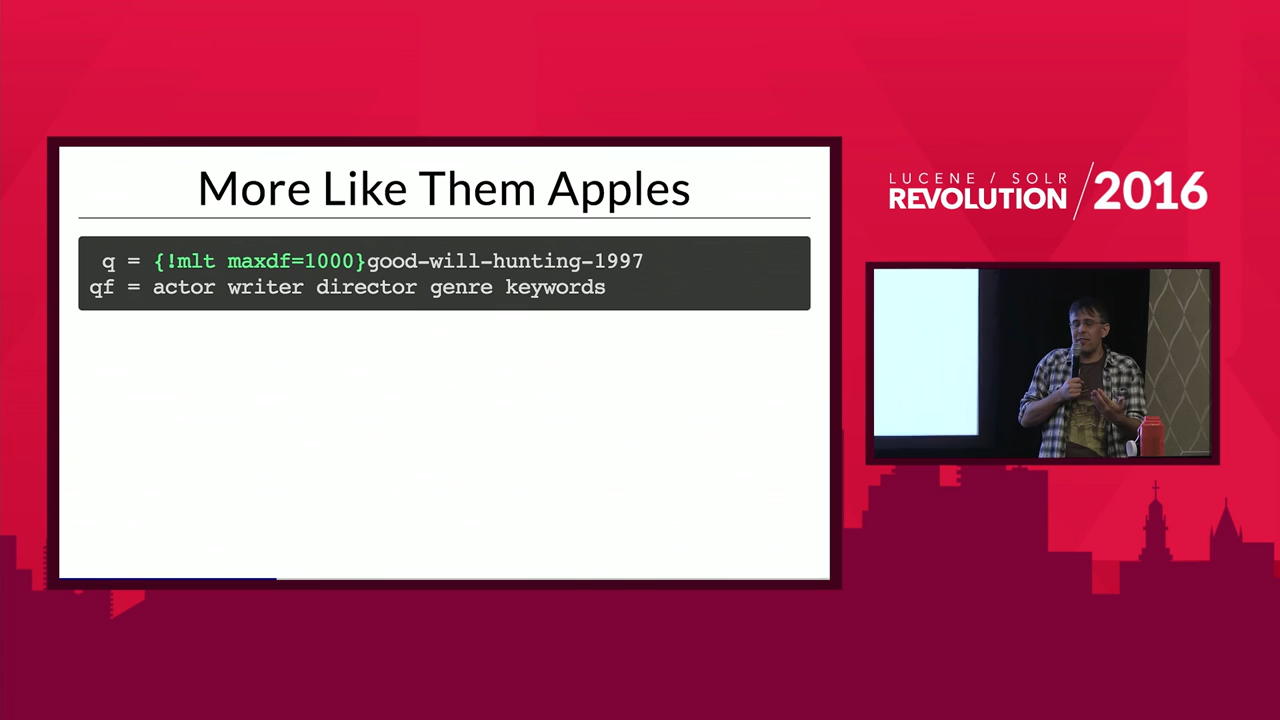 More Like Them Apples
q = {!mlt maxdf=1000}good-will-hunting-1997
qf = actor writer director genre keywords
LUCENE / SOLR
REVOLUTION / 2016